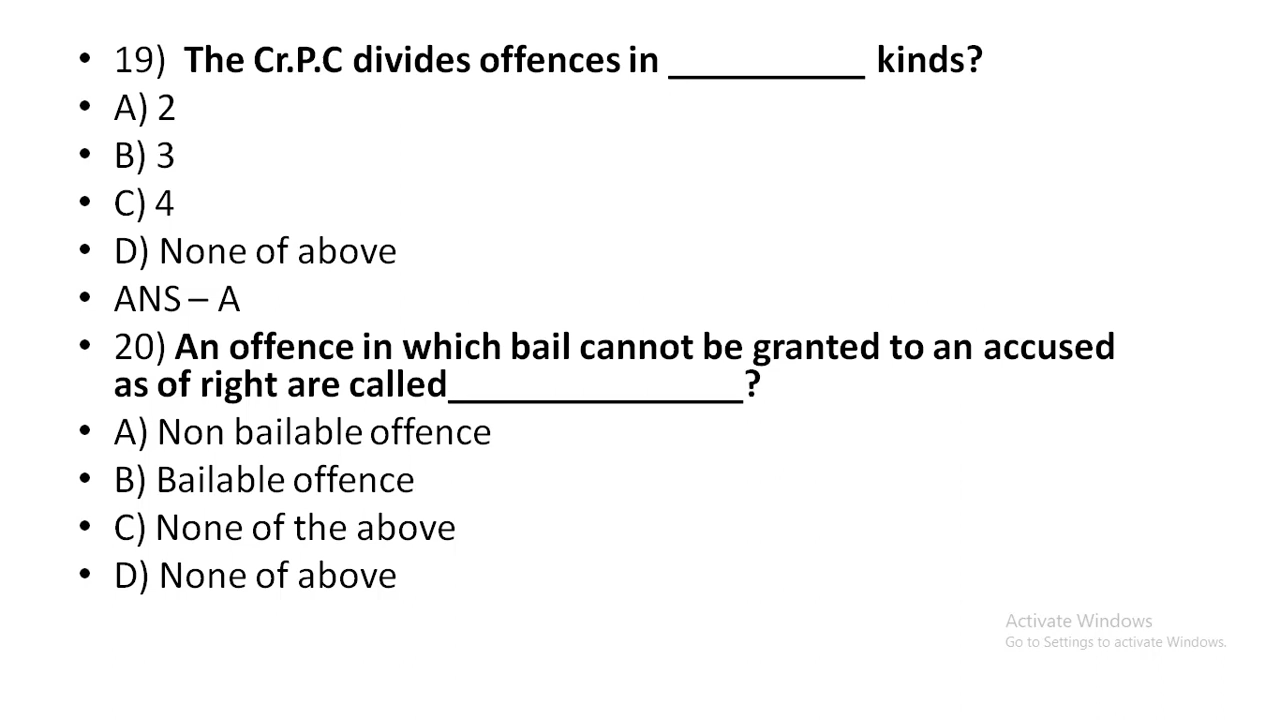 • 19) The Cr.P.C divides offences in __________ kinds?
• A) 2
• B) 3
• C) 4
• D) None of above
• ANS – A
• 20) An offence in which bail cannot be granted to an accused
as of right are called_______________?
• A) Non bailable offence
• B) Bailable offence
• C) None of the above
• D) None of above
Activate Windows
Go to Settings to activate Windows.